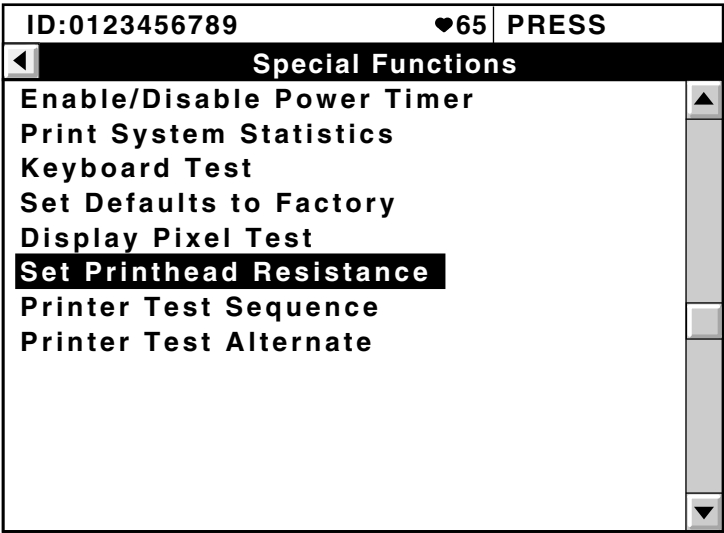 ID:0123456789 ♥65 PRESS
Special Functions
Enable/Disable Power Timer
Print System Statistics
Keyboard Test
Set Defaults to Factory
Display Pixel Test
Set Printhead Resistance
Printer Test Sequence
Printer Test Alternate